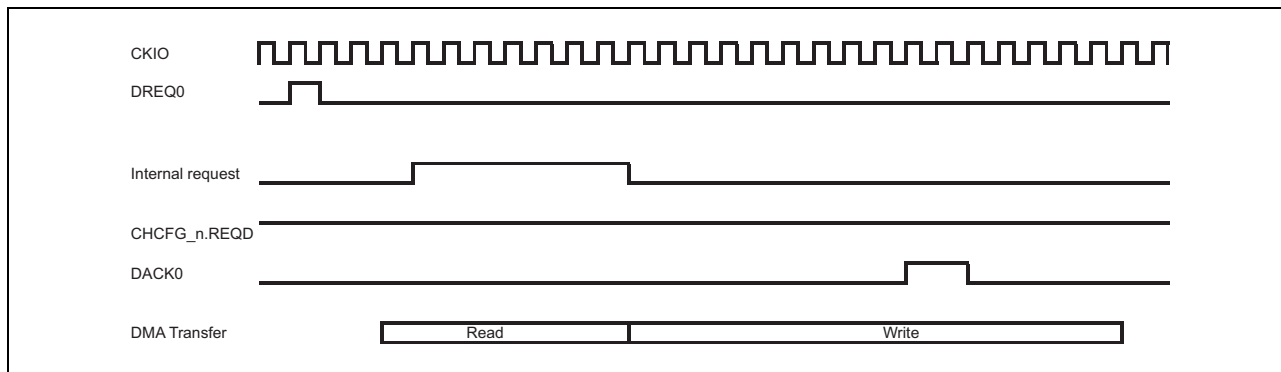 CKIO
DREQ0
Internal request
CHCFG_n.REQD
DACK0
DMA Transfer Read Write